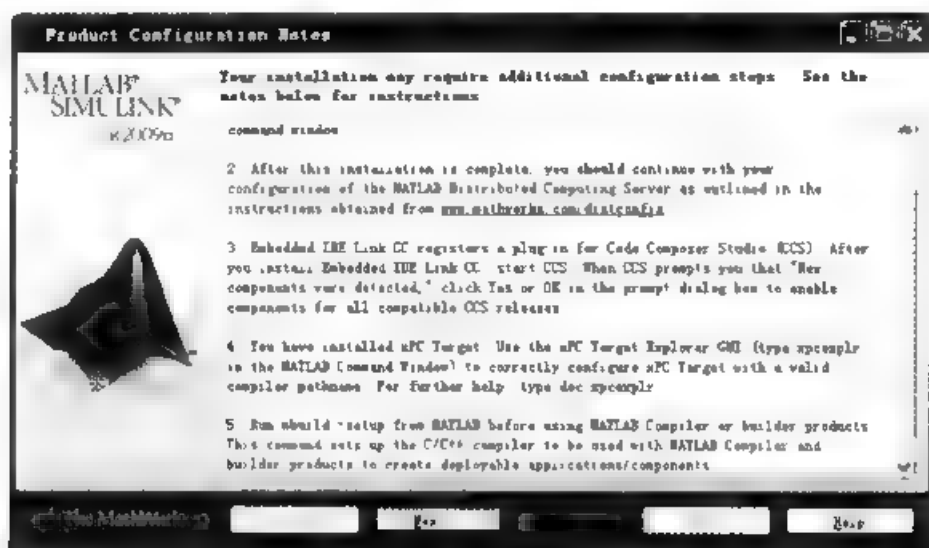 Product Configuration Notes
MATLAB®
SIMULINK®
R2009a
Your installation may require additional configuration steps. See the
notes below for instructions.
command window.
2. After this installation is complete, you should continue with your
configuration of the MATLAB Distributed Computing Server as outlined in the
instructions obtained from www.mathworks.com/distconfig
3. Embedded IDE Link CC registers a plug-in for Code Composer Studio (CCS). After
you install Embedded IDE Link CC, start CCS. When CCS prompts you that "New
components were detected," click Yes or OK in the prompt dialog box to enable
components for all compatible CCS releases.
4. You have installed xPC Target. Use the xPC Target Explorer GUI (type xpcexplr
in the MATLAB Command Window) to correctly configure xPC Target with a valid
compiler pathname. For further help, type doc xpcexplr.
5. Run mbuild -setup from MATLAB before using MATLAB Compiler or builder products.
This command sets up the C/C++ compiler to be used with MATLAB Compiler and
builder products to create deployable applications/components.
Help